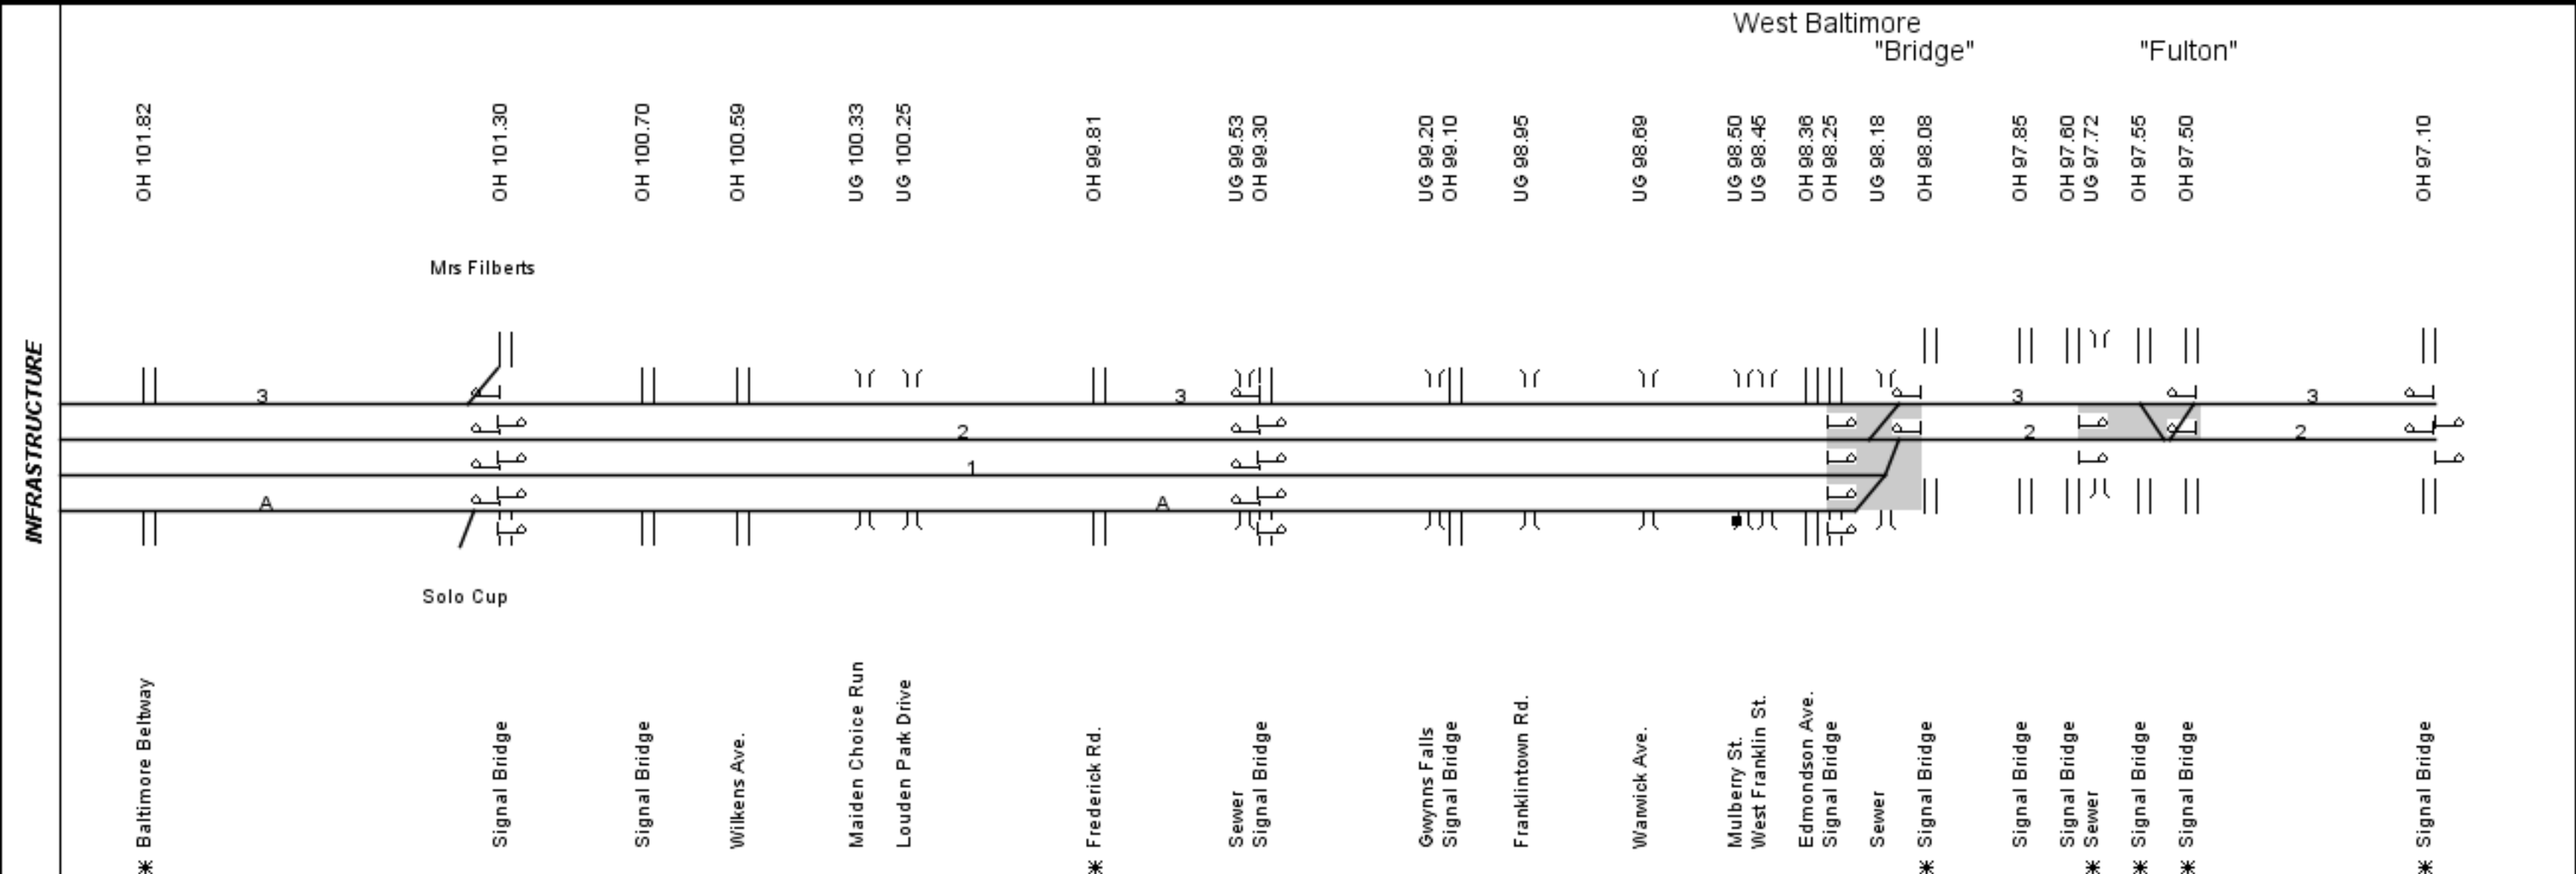 West Baltimore
"Bridge"
"Fulton"
OH 101.82
OH 101.30
OH 100.70
OH 100.59
UG 100.33
UG 100.25
OH 99.81
UG 99.53
OH 99.30
UG 99.20
OH 99.10
UG 98.95
UG 98.69
UG 98.50
UG 98.45
OH 98.36
OH 98.25
UG 98.18
OH 98.08
OH 97.85
OH 97.60
UG 97.72
OH 97.55
OH 97.50
OH 97.10
Mrs Filberts
INFRASTRUCTURE
3
3
3
3
2
2
2
1
A
A
Solo Cup
* Baltimore Beltway
Signal Bridge
Signal Bridge
Wilkens Ave.
Maiden Choice Run
Louden Park Drive
* Frederick Rd.
Sewer
Signal Bridge
Gwynns Falls
Signal Bridge
Franklintown Rd.
Warwick Ave.
Mulberry St.
West Franklin St.
Edmondson Ave.
Signal Bridge
Sewer
* Signal Bridge
Signal Bridge
Signal Bridge
* Sewer
* Signal Bridge
* Signal Bridge
* Signal Bridge